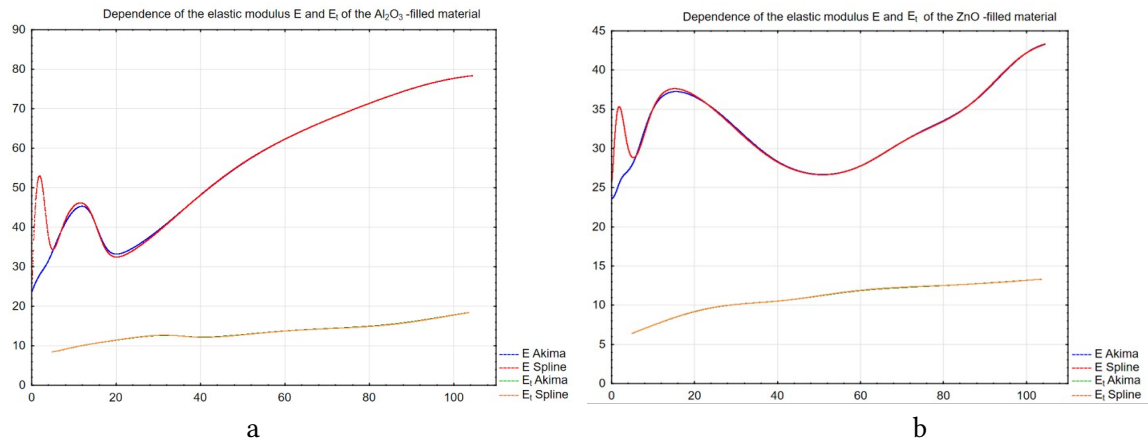 Dependence of the elastic modulus E and Eₜ of the Al₂O₃ -filled material
90
80
70
60
50
40
30
20
10
0
0 20 40 60 80 100
E Akima
E Spline
Eₜ Akima
Eₜ Spline
a
Dependence of the elastic modulus E and Eₜ of the ZnO -filled material
45
40
35
30
25
20
15
10
5
0
0 20 40 60 80 100
E Akima
E Spline
Eₜ Akima
Eₜ Spline
b